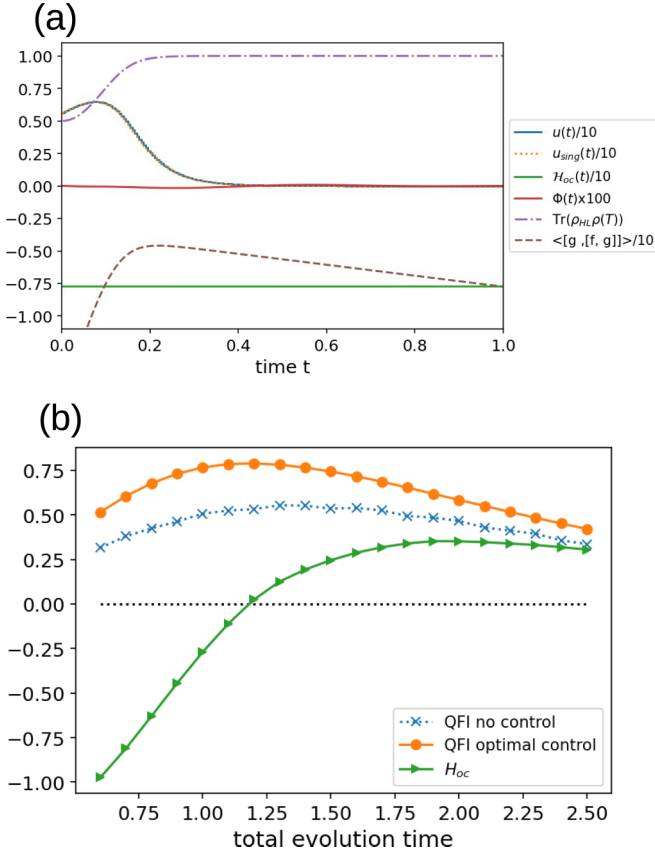 (a)
1.00
0.75
0.50
0.25
0.00
−0.25
−0.50
−0.75
−1.00
0.0 0.2 0.4 0.6 0.8 1.0
time t
u(t)/10
u_sing(t)/10
ℋ_oc(t)/10
Φ(t)x100
Tr(ρ_HLρ(T))
<[g ,[f, g]]>/10
(b)
0.75
0.50
0.25
0.00
−0.25
−0.50
−0.75
−1.00
QFI no control
QFI optimal control
H_oc
0.75 1.00 1.25 1.50 1.75 2.00 2.25 2.50
total evolution time